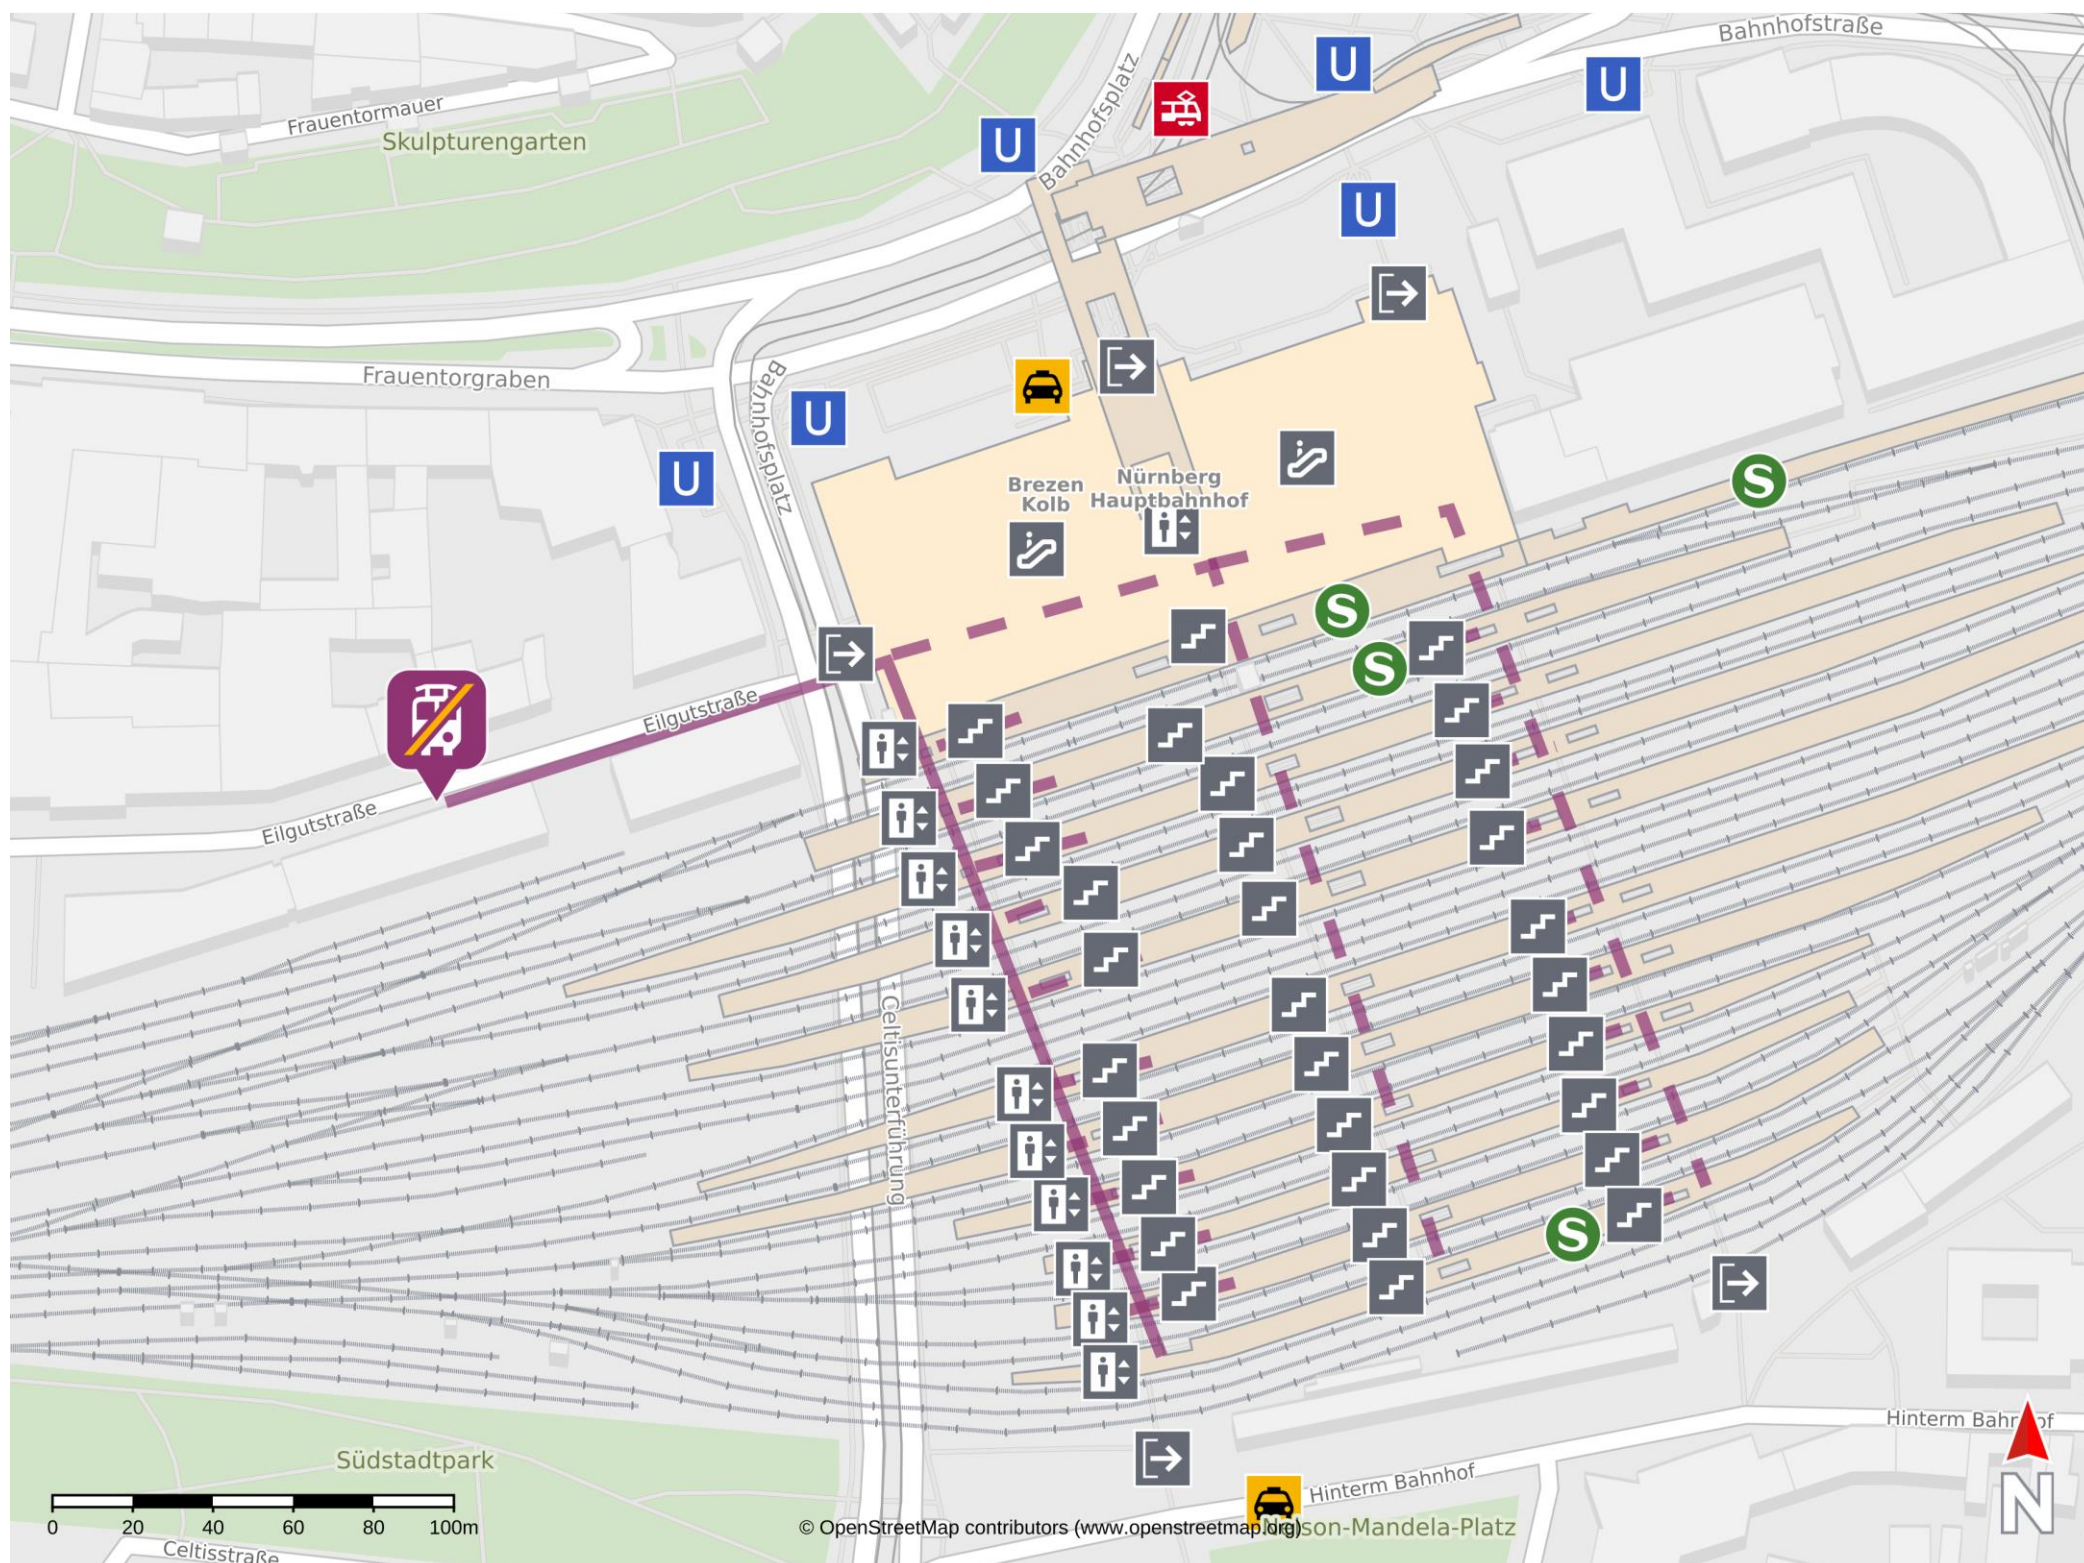 Bahnhofstraße
Frauentormauer
Skulpturengarten
Bahnhofsplatz
U
U
U
U
Frauentorgraben
Bahnhofsplatz
U
U
Brezen
Kolb
Nürnberg
Hauptbahnhof
S
S
S
Eilgutstraße
Eilgutstraße
Celtisunterführung
S
Hinterm Bahnhof
Südstadtpark
Hinterm Bahnhof
N
0 20 40 60 80 100m
© OpenStreetMap contributors (www.openstreetmap.org)
Nelson-Mandela-Platz
Celtisstraße